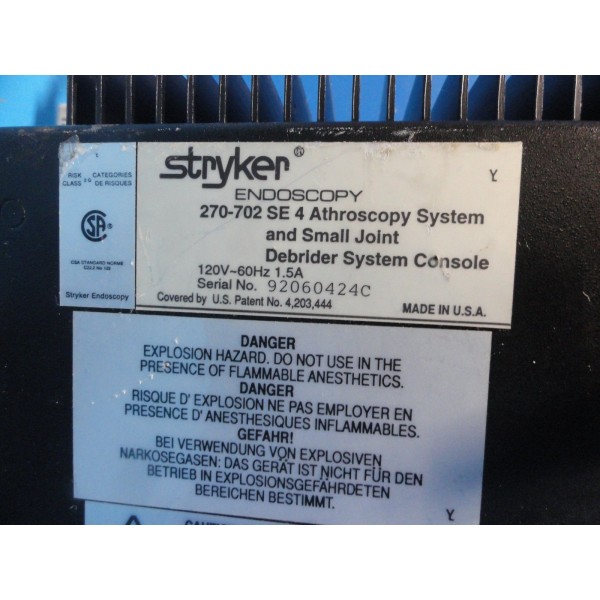 RISK CATEGORIES
CLASS DE RISQUES
CSA STANDARD NORME
Stryker Endoscopy
stryker®
ENDOSCOPY
270-702 SE 4 Athroscopy System
and Small Joint
Debrider System Console
120V~60Hz 1.5A
Serial No. 92060424C
Covered by U.S. Patent No. 4,203,444
MADE IN U.S.A.
Y.
DANGER
EXPLOSION HAZARD. DO NOT USE IN THE
PRESENCE OF FLAMMABLE ANESTHETICS.
DANGER
RISQUE D' EXPLOSION NE PAS EMPLOYER EN
PRESENCE D' ANESTHESIQUES INFLAMMABLES.
GEFAHR!
BEI VERWENDUNG VON EXPLOSIVEN
NARKOSEGASEN: DAS GERÄT IST NICHT FÜR DEN
BETRIEB IN EXPLOSIONSGEFÄHRDETEN
BEREICHEN BESTIMMT.
Y.